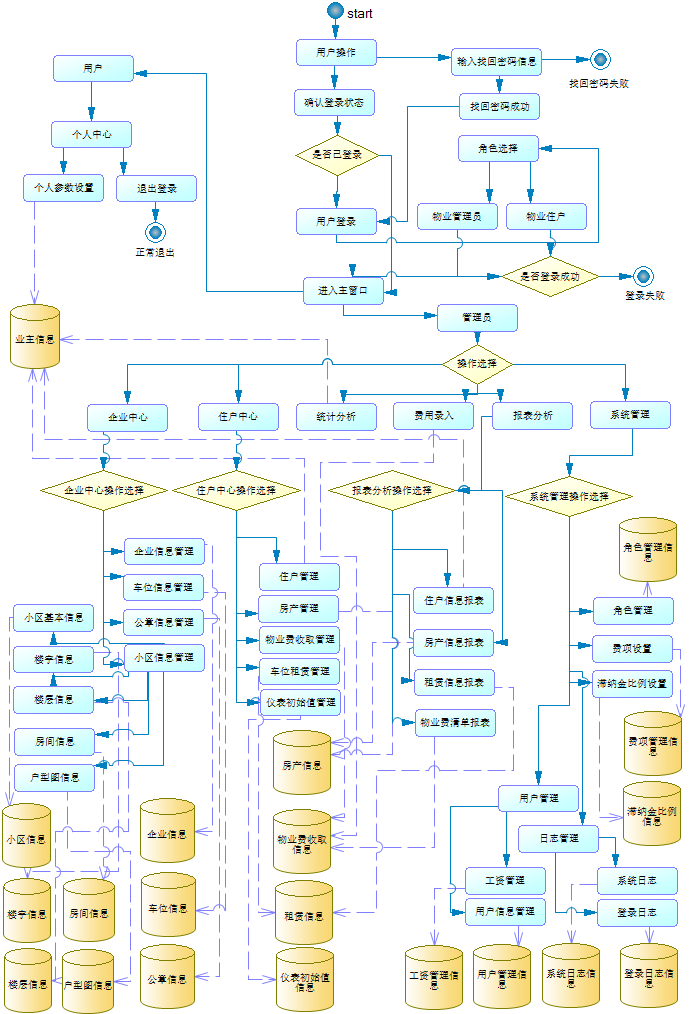 start
用户操作
输入找回密码信息
用户
找回密码失败
确认登录状态
找回密码成功
个人中心
是否已登录
角色选择
个人参数设置
退出登录
用户登录
物业管理员
物业住户
正常退出
是否登录成功
进入主窗口
登录失败
管理员
业主信息
操作选择
企业中心
住户中心
统计分析
费用录入
报表分析
系统管理
企业中心操作选择
住户中心操作选择
报表分析操作选择
系统管理操作选择
企业信息管理
角色管理信
息
住户管理
车位信息管理
住户信息报表
小区基本信息
公章信息管理
房产管理
角色管理
物业费收取管理
房产信息报表
费项设置
楼宇信息
小区信息管理
车位租赁管理
租赁信息报表
滞纳金比例设置
楼层信息
仪表初始值管理
物业费清单报表
房间信息
费项管理信
息
房产信息
户型图信息
用户管理
小区信息
企业信息
物业费收取
信息
日志管理
滞纳金比例
信息
工资管理
系统日志
楼宇信息
房间信息
车位信息
租赁信息
用户信息管理
登录日志
楼层信息
户型图信息
公章信息
仪表初始值
信息
工资管理信
息
用户管理信
息
系统日志信
息
登录日志信
息